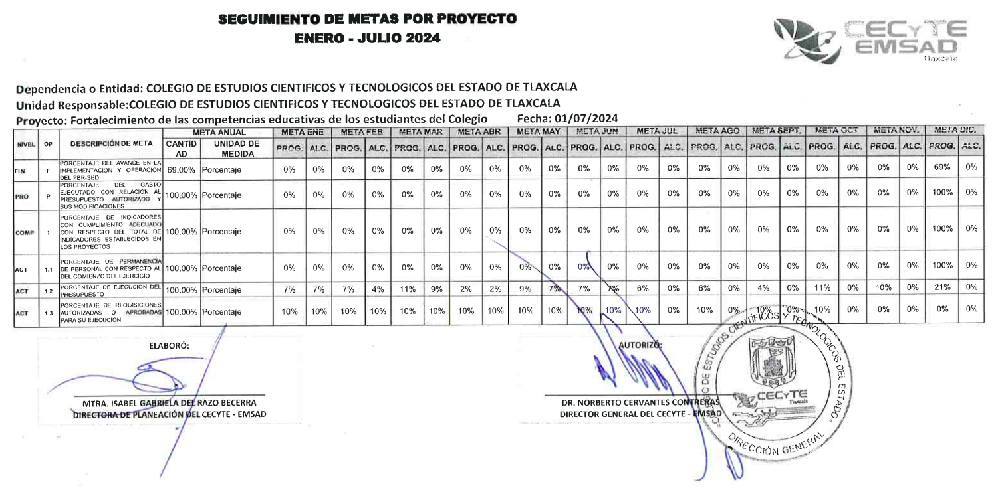 SEGUIMIENTO DE METAS POR PROYECTO
ENERO - JULIO 2024
CECyTE
EMSAD
Tlaxcala
Dependencia o Entidad: COLEGIO DE ESTUDIOS CIENTIFICOS Y TECNOLOGICOS DEL ESTADO DE TLAXCALA
Unidad Responsable:COLEGIO DE ESTUDIOS CIENTIFICOS Y TECNOLOGICOS DEL ESTADO DE TLAXCALA
Proyecto: Fortalecimiento de las competencias educativas de los estudiantes del Colegio Fecha: 01/07/2024
META ANUAL META ENE META FEB META MAR META ABR META MAY META JUN META JUL META AGO META SEPT. META OCT META NOV. META DIC.
NIVEL OP DESCRIPCIÓN DE META CANTID AD UNIDAD DE MEDIDA PROG. ALC. PROG. ALC. PROG. ALC. PROG. ALC. PROG. ALC. PROG. ALC. PROG. ALC. PROG. ALC. PROG. ALC. PROG. ALC. PROG. ALC. PROG. ALC.
FIN F PORCENTAJE DEL AVANCE EN LA IMPLEMENTACIÓN Y OPERACIÓN DEL PBR-SED 69.00% Porcentaje 0% 0% 0% 0% 0% 0% 0% 0% 0% 0% 0% 0% 0% 0% 0% 0% 0% 0% 0% 0% 0% 0% 69% 0%
PRO P PORCENTAJE DEL GASTO EJECUTADO CON RELACIÓN AL PRESUPUESTO AUTORIZADO Y SUS MODIFICACIONES 100.00% Porcentaje 0% 0% 0% 0% 0% 0% 0% 0% 0% 0% 0% 0% 0% 0% 0% 0% 0% 0% 0% 0% 0% 0% 100% 0%
COMP 1 PORCENTAJE DE INDICADORES CON CUMPLIMIENTO ADECUADO CON RESPECTO DEL TOTAL DE INDICADORES ESTABLECIDOS EN LOS PROYECTOS 100.00% Porcentaje 0% 0% 0% 0% 0% 0% 0% 0% 0% 0% 0% 0% 0% 0% 0% 0% 0% 0% 0% 0% 0% 0% 100% 0%
ACT 1.1 PORCENTAJE DE PERMANENCIA DE PERSONAL CON RESPECTO AL DEL COMIENZO DEL EJERCICIO 100.00% Porcentaje 0% 0% 0% 0% 0% 0% 0% 0% 0% 0% 0% 0% 0% 0% 0% 0% 0% 0% 0% 0% 0% 0% 100% 0%
ACT 1.2 PORCENTAJE DE EJECUCIÓN DEL PRESUPUESTO 100.00% Porcentaje 7% 7% 7% 4% 11% 9% 2% 2% 9% 7% 7% 7% 6% 0% 6% 0% 4% 0% 11% 0% 10% 0% 21% 0%
ACT 1.3 PORCENTAJE DE REQUISICIONES AUTORIZADAS O APROBADAS PARA SU EJECUCIÓN 100.00% Porcentaje 10% 10% 10% 10% 10% 10% 10% 10% 10% 10% 10% 10% 10% 0% 10% 0% 10% 0% 10% 0% 0% 0% 0% 0%
ELABORÓ:
MTRA. ISABEL GABRIELA DEL RAZO BECERRA
DIRECTORA DE PLANEACIÓN DEL CECYTE - EMSAD
AUTORIZÓ:
DR. NORBERTO CERVANTES CONTRERAS
DIRECTOR GENERAL DEL CECYTE - EMSAD
DE ESTUDIOS CIENTÍFICOS Y TECNOLÓGICOS DEL ESTADO
CECyTE
Tlaxcala
DIRECCIÓN GENERAL